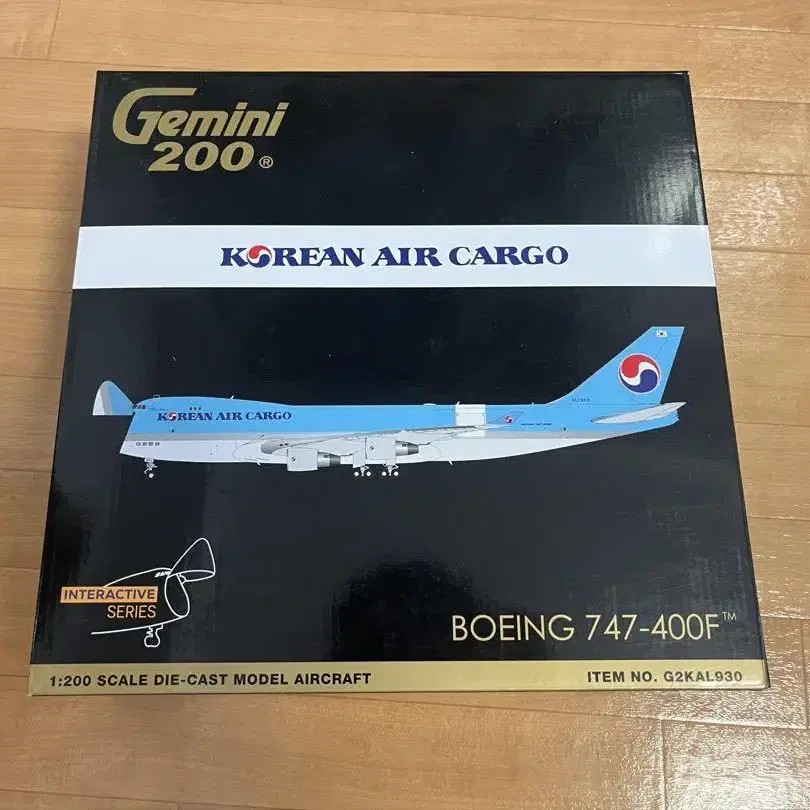 Gemini
200®
KOREAN AIR CARGO
KOREAN AIR CARGO
INTERACTIVE
SERIES
BOEING 747-400F™
1:200 SCALE DIE-CAST MODEL AIRCRAFT
ITEM NO. G2KAL930